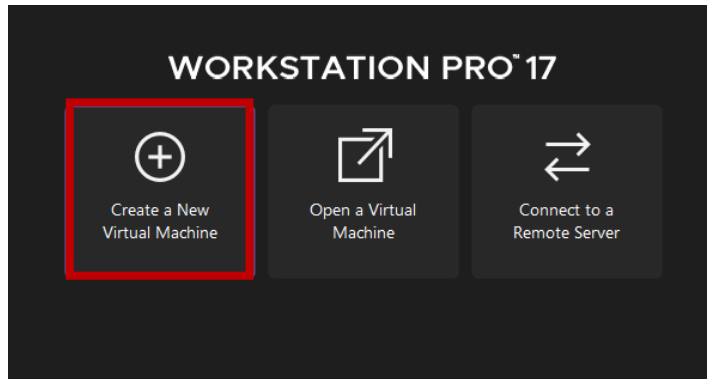 WORKSTATION PRO™ 17
Create a New
Virtual Machine
Open a Virtual
Machine
Connect to a
Remote Server